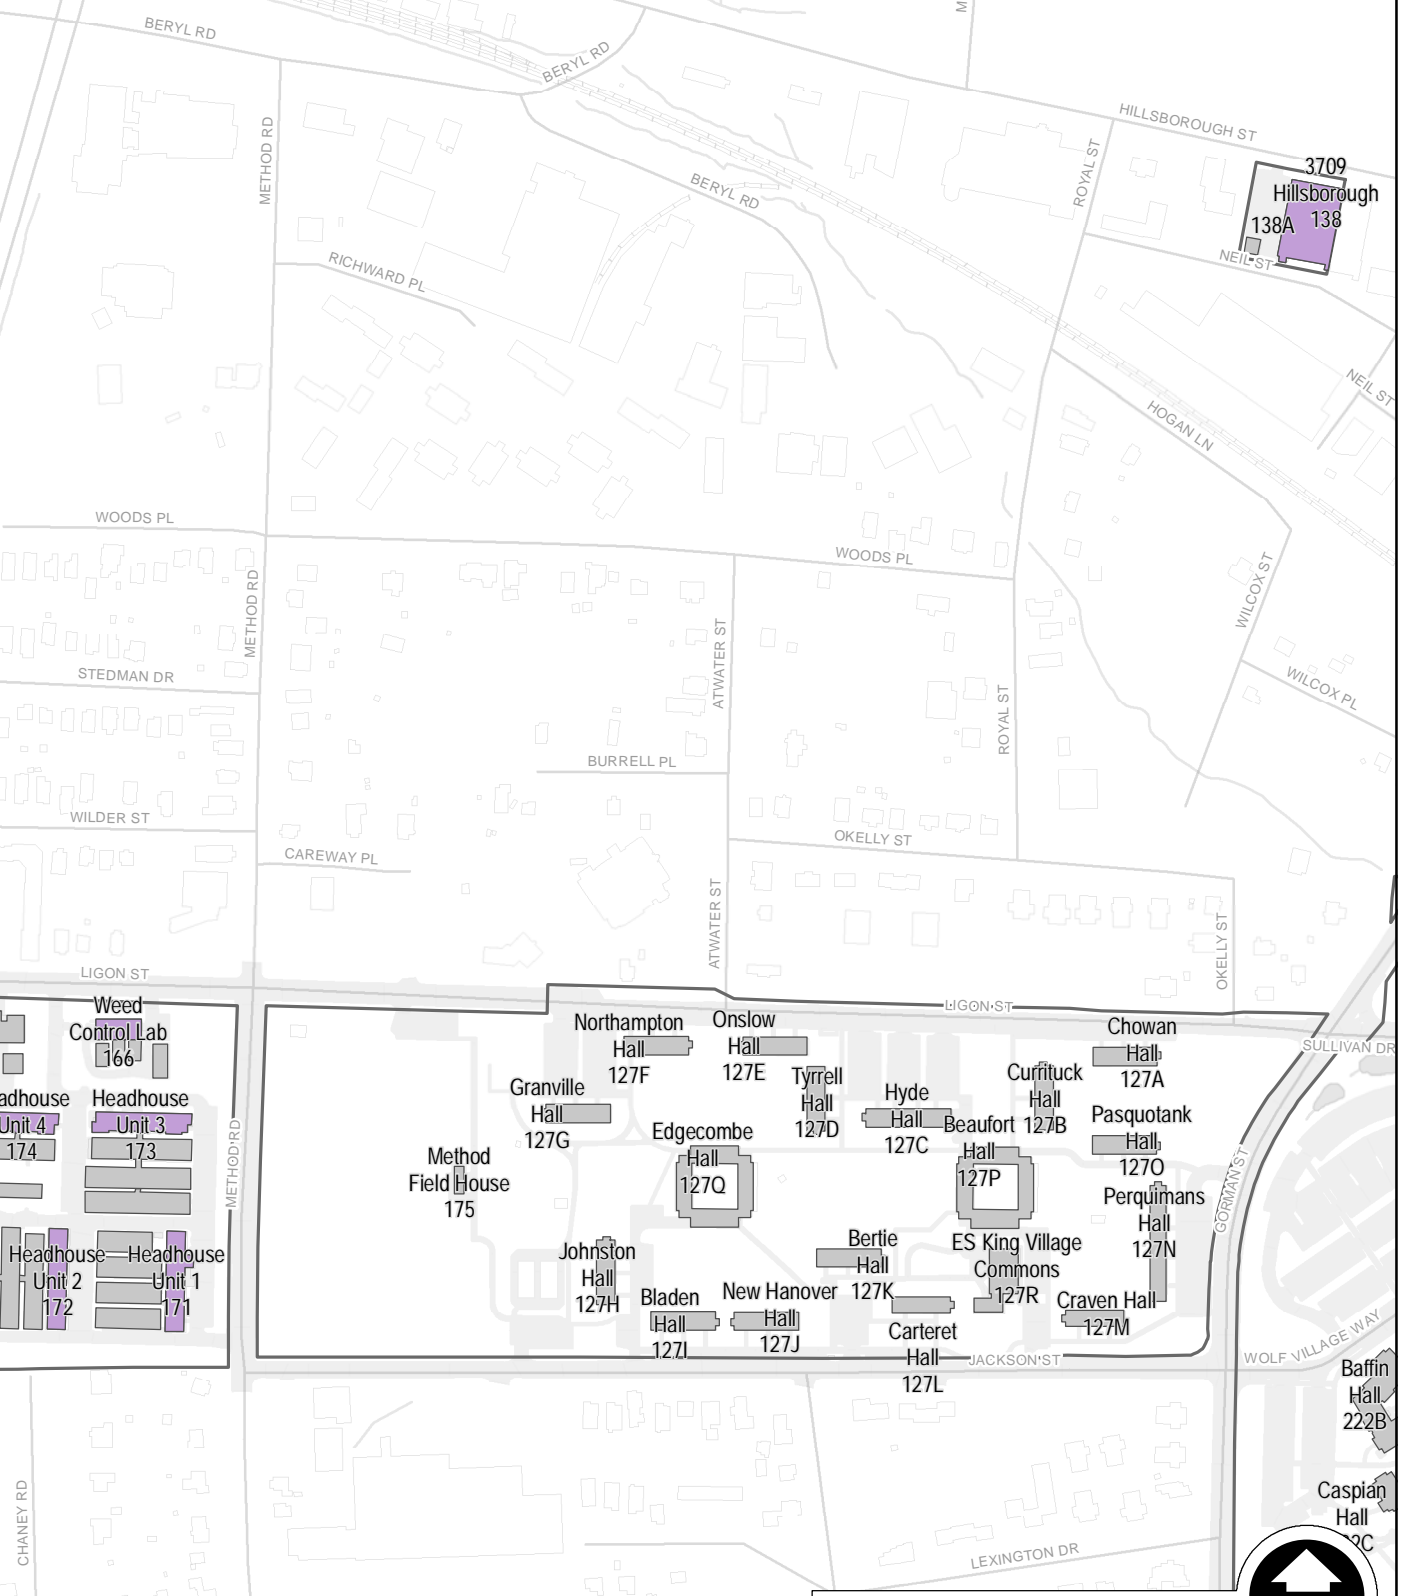 BERYL RD
BERYL RD
M
HILLSBOROUGH ST
METHOD RD
ROYAL ST
BERYL RD
3709
Hillsborough
138
138A
NEIL ST
RICHWARD PL
NEIL ST
HOGAN LN
WOODS PL
WOODS PL
METHOD RD
WILCOX ST
ATWATER ST
STEDMAN DR
WILCOX PL
ROYAL ST
BURRELL PL
WILDER ST
OKELLY ST
CAREWAY PL
ATWATER ST
OKELLY ST
LIGON ST
LIGON ST
Weed
Control Lab
166
Northampton
Hall
127F
Onslow
Hall
127E
Chowan
Hall
127A
SULLIVAN DR
Tyrrell
Hall
127D
Currituck
Hall
127B
Granville
Hall
127G
Hyde
Hall
127C
adhouse
Unit 4
174
Headhouse
Unit 3
173
Pasquotank
Hall
127O
Beaufort
Hall
127P
Edgecombe
Hall
127Q
METHOD RD
Method
Field House
175
GORMAN ST
Perquimans
Hall
127N
Headhouse
Unit 2
172
Headhouse
Unit 1
171
Johnston
Hall
127H
Bertie
Hall
127K
ES King Village
Commons
127R
Bladen
Hall
127I
New Hanover
Hall
127J
Craven Hall
127M
Carteret
Hall
127L
JACKSON ST
WOLF VILLAGE WAY
Baffin
Hall
222B
CHANEY RD
Caspian
Hall
2C
LEXINGTON DR